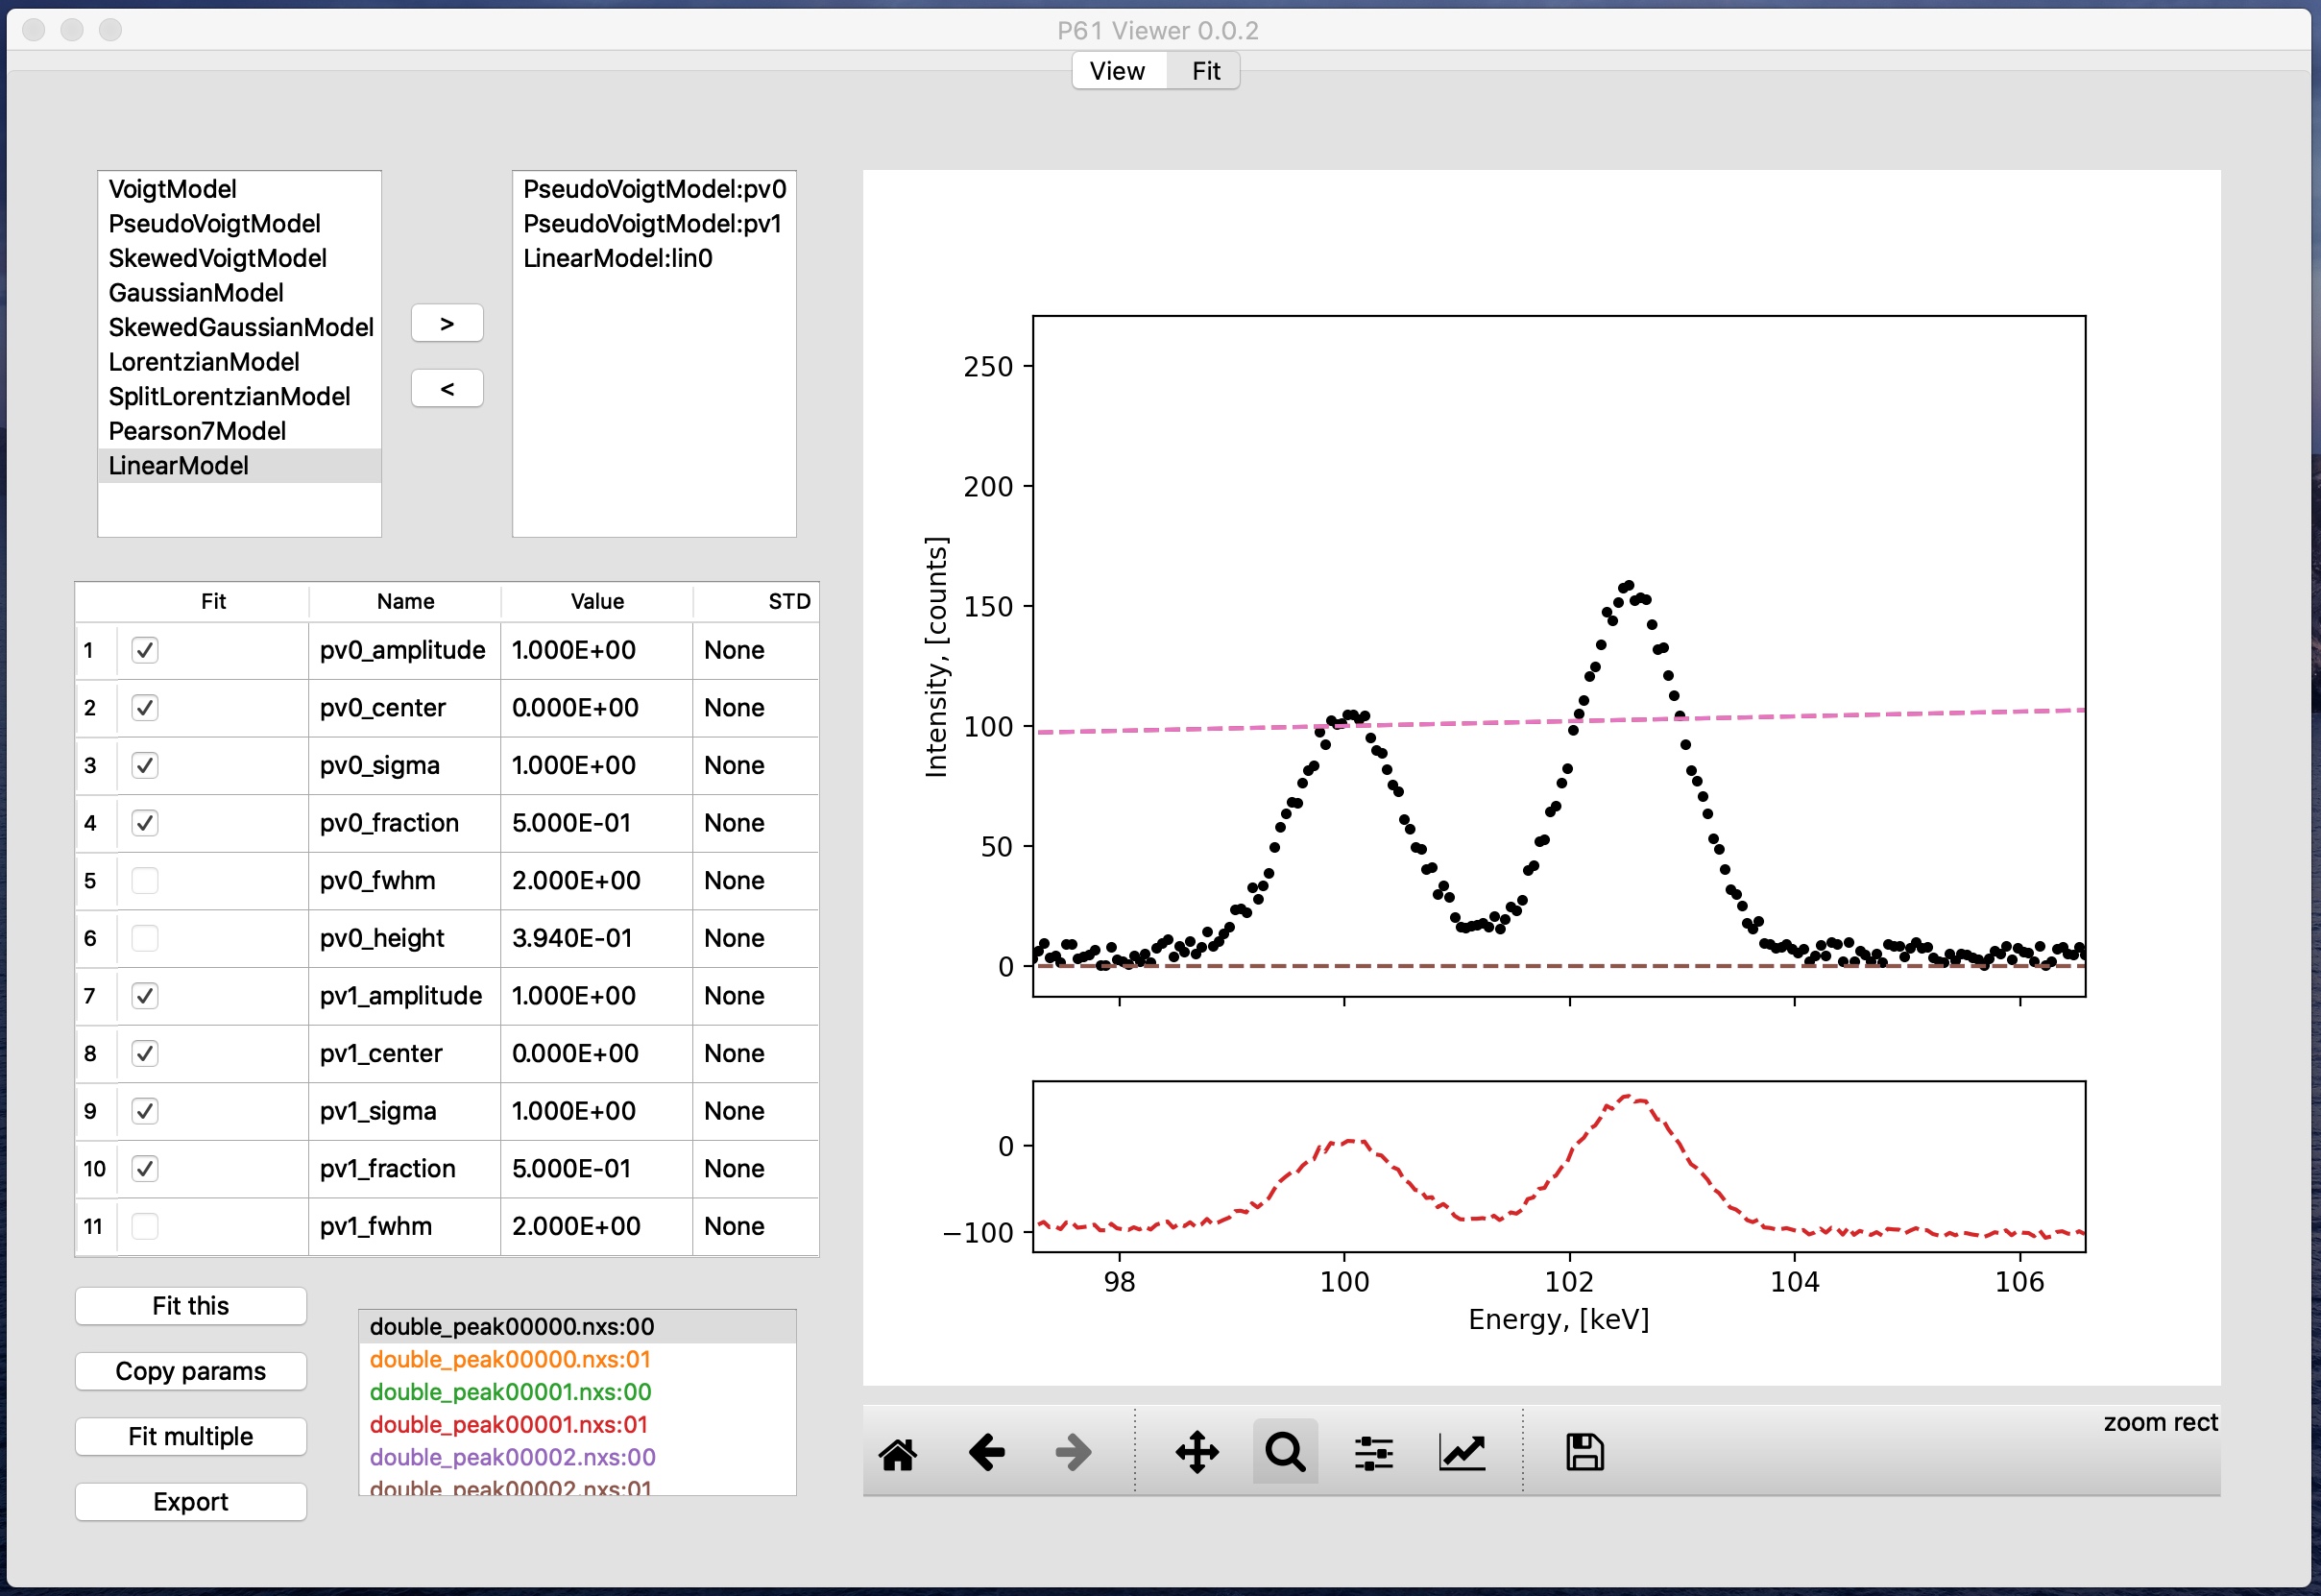 P61 Viewer 0.0.2
View Fit
VoigtModel
PseudoVoigtModel
SkewedVoigtModel
GaussianModel
SkewedGaussianModel
LorentzianModel
SplitLorentzianModel
Pearson7Model
LinearModel
>
<
PseudoVoigtModel:pv0
PseudoVoigtModel:pv1
LinearModel:lin0
Fit Name Value STD
1 pv0_amplitude 1.000E+00 None
2 pv0_center 0.000E+00 None
3 pv0_sigma 1.000E+00 None
4 pv0_fraction 5.000E-01 None
5 pv0_fwhm 2.000E+00 None
6 pv0_height 3.940E-01 None
7 pv1_amplitude 1.000E+00 None
8 pv1_center 0.000E+00 None
9 pv1_sigma 1.000E+00 None
10 pv1_fraction 5.000E-01 None
11 pv1_fwhm 2.000E+00 None
Fit this
Copy params
Fit multiple
Export
double_peak00000.nxs:00
double_peak00000.nxs:01
double_peak00001.nxs:00
double_peak00001.nxs:01
double_peak00002.nxs:00
double_peak00002.nxs:01
Intensity, [counts]
250
200
150
100
50
0
0
−100
98 100 102 104 106
Energy, [keV]
zoom rect